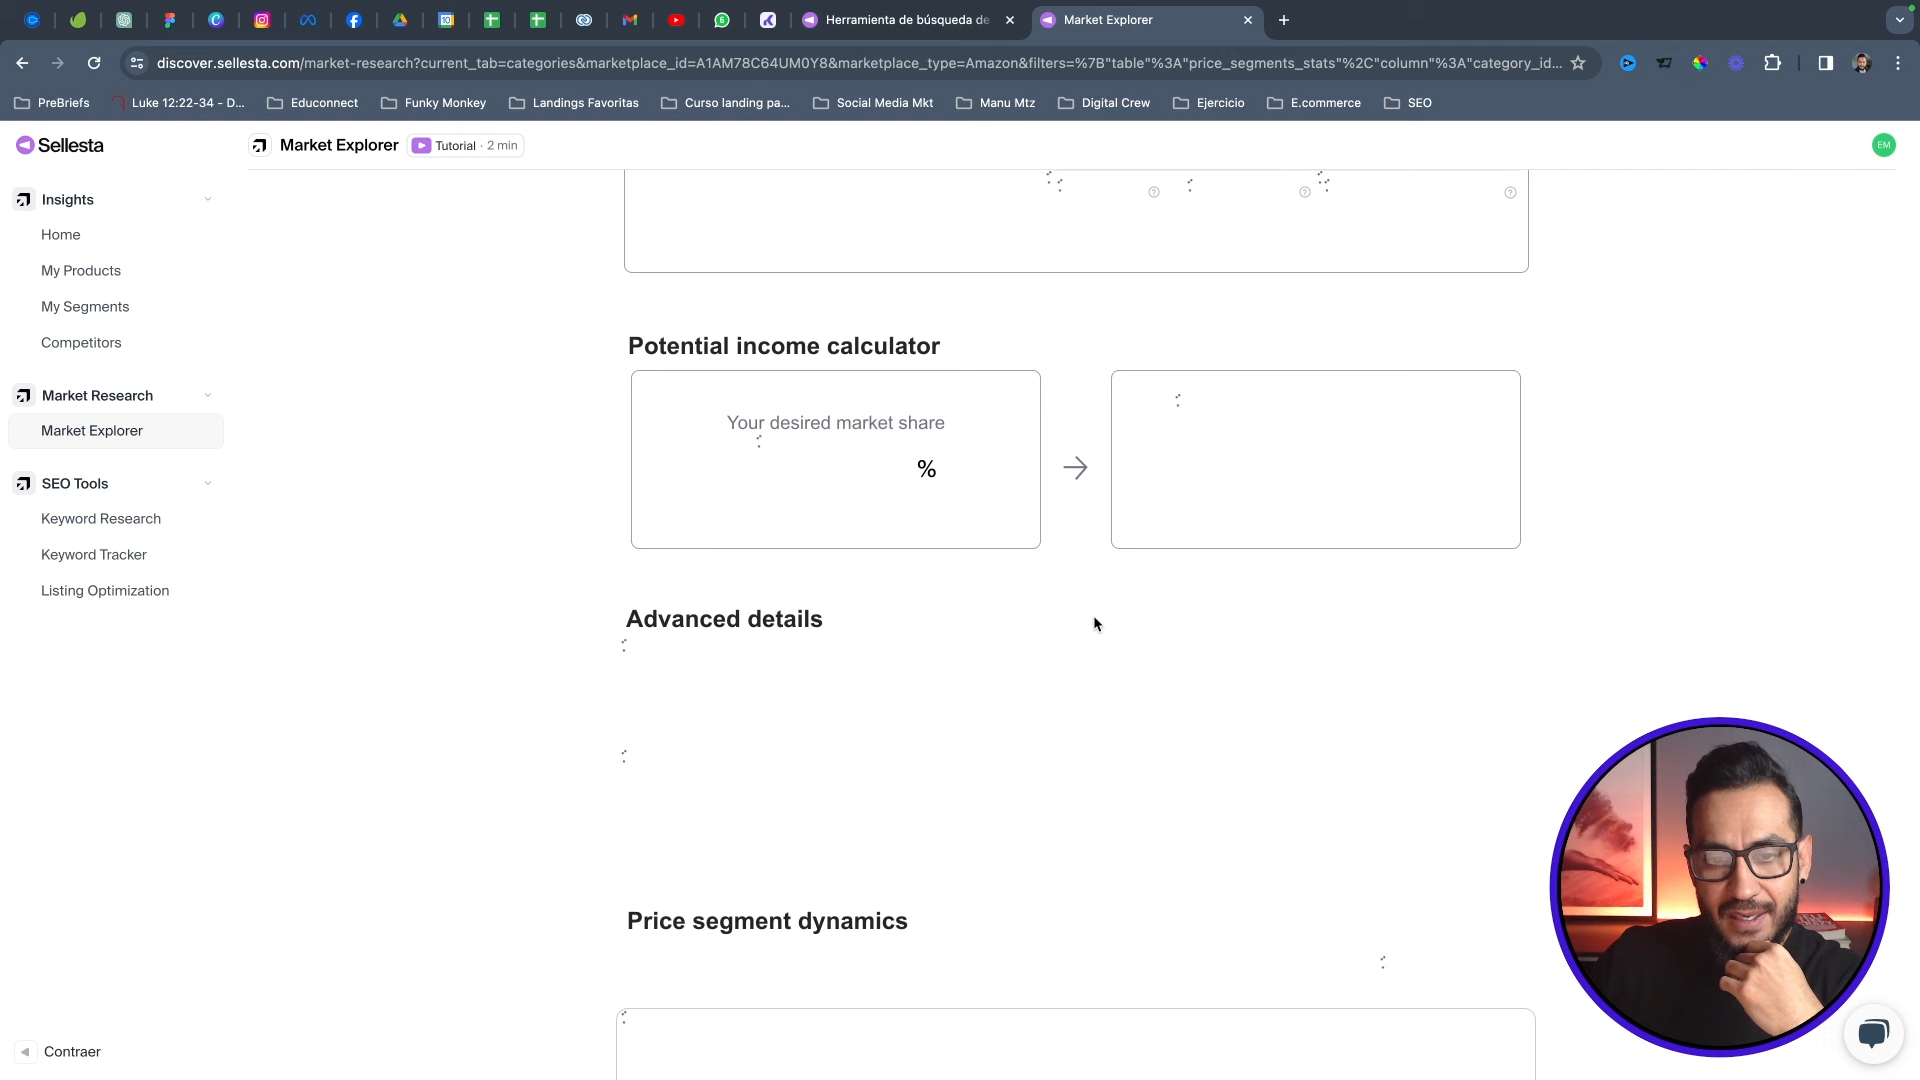 Herramienta de búsqueda de
Market Explorer
discover.sellesta.com/market-research?current_tab=categories&marketplace_id=A1AM78C64UM0Y8&marketplace_type=Amazon&filters=%7B"table"%3A"price_segments_stats"%2C"column"%3A"category_id...
PreBriefs
Luke 12:22-34 - D...
Educonnect
Funky Monkey
Landings Favoritas
Curso landing pa...
Social Media Mkt
Manu Mtz
Digital Crew
Ejercicio
E.commerce
SEO
Sellesta
Market Explorer
Tutorial · 2 min
EM
Insights
Home
My Products
My Segments
Competitors
Market Research
Market Explorer
SEO Tools
Keyword Research
Keyword Tracker
Listing Optimization
Contraer
Potential income calculator
Your desired market share
%
Advanced details
Price segment dynamics